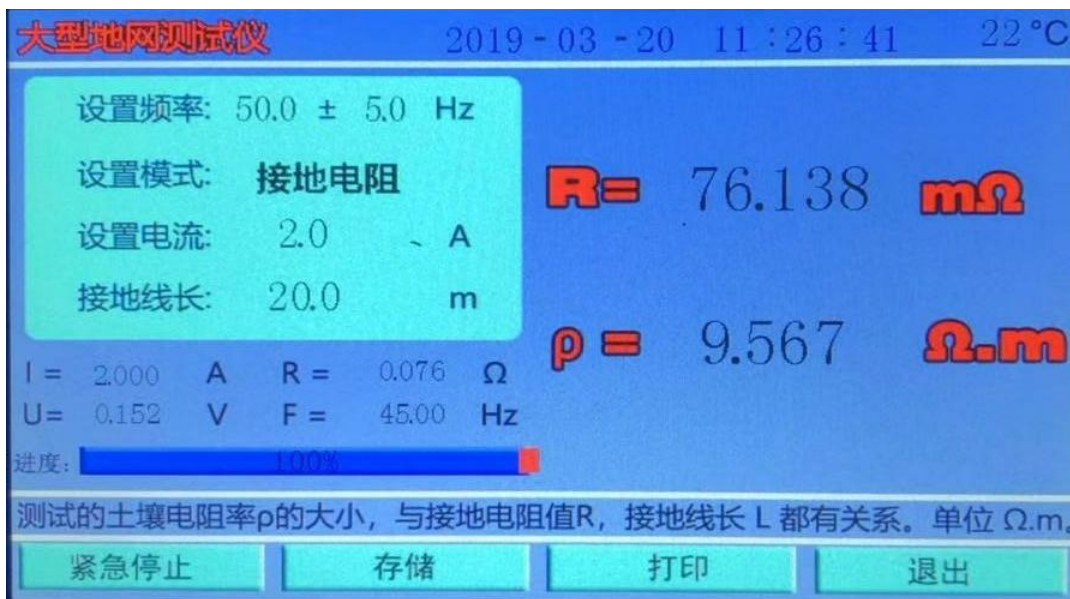 大型地网测试仪 2019-03-20 11:26:41 22°C
设置频率: 50.0 ± 5.0 Hz
设置模式: 接地电阻
设置电流: 2.0 A
接地线长: 20.0 m
R= 76.138 mΩ
ρ= 9.567 Ω.m
I = 2.000 A R = 0.076 Ω
U= 0.152 V F = 45.00 Hz
进度: 100%
测试的土壤电阻率ρ的大小，与接地电阻值R，接地线长 L 都有关系。单位 Ω.m。
紧急停止 存储 打印 退出